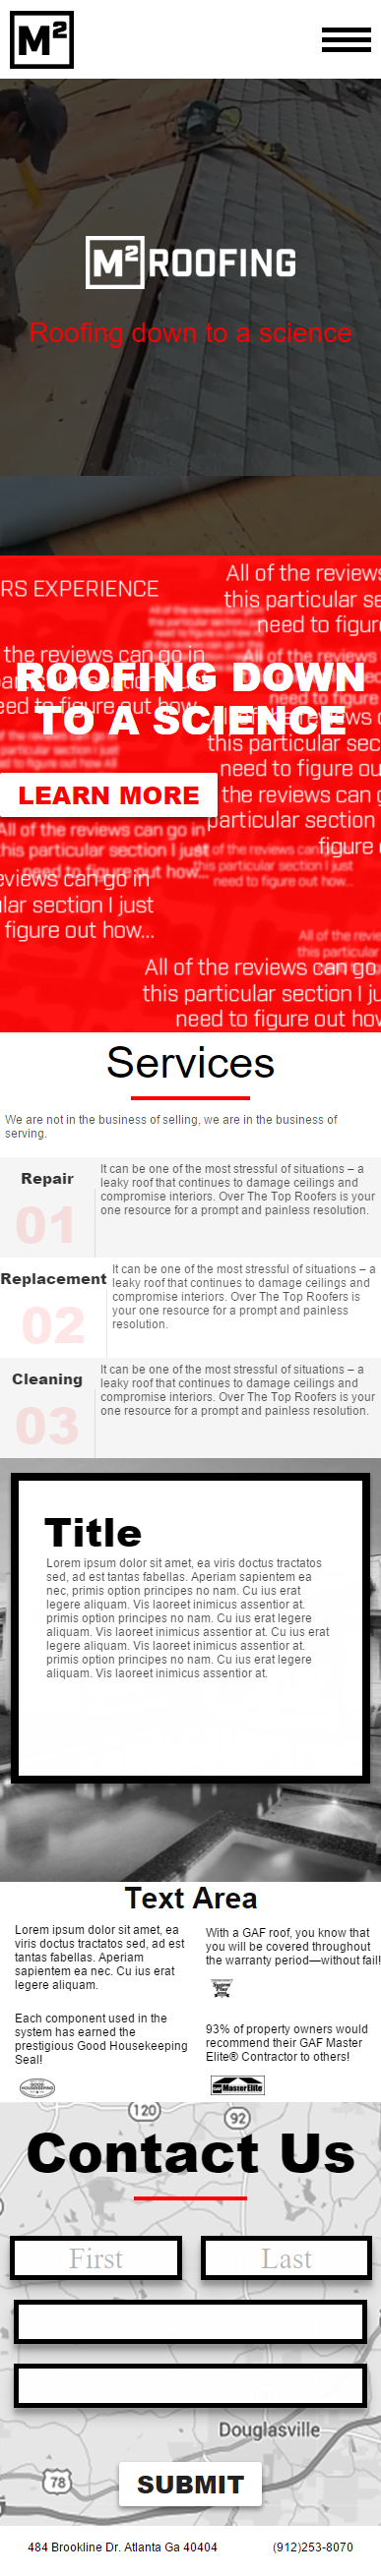 M²
M² ROOFING
Roofing down to a science
All of the reviews
RS EXPERIENCE
this particular se
need to figur
the reviews can go in
ROOFING DOWN
TO A SCIENCE
this particular sec
need to figure ou
LEARN MORE
the reviews can g
particular section
figure o
All of the reviews can go in
this particular section I just
need to figure out how...
eviews can go in
lar section I just
figure out how...
All of the review
this particular
All of the reviews can go
this particular section I ju
need to figure out how
Services
We are not in the business of selling, we are in the business of
serving.
Repair
01
It can be one of the most stressful of situations – a
leaky roof that continues to damage ceilings and
compromise interiors. Over The Top Roofers is your
one resource for a prompt and painless resolution.
Replacement
02
It can be one of the most stressful of situations – a
leaky roof that continues to damage ceilings and
compromise interiors. Over The Top Roofers is
your one resource for a prompt and painless
resolution.
Cleaning
03
It can be one of the most stressful of situations – a
leaky roof that continues to damage ceilings and
compromise interiors. Over The Top Roofers is your
one resource for a prompt and painless resolution.
Title
Lorem ipsum dolor sit amet, ea viris doctus tractatos
sed, ad est tantas fabellas. Aperiam sapientem ea
nec, primis option principes no nam. Cu ius erat
legere aliquam. Vis laoreet inimicus assentior at.
primis option principes no nam. Cu ius erat legere
aliquam. Vis laoreet inimicus assentior at. Cu ius erat
legere aliquam. Vis laoreet inimicus assentior at.
primis option principes no nam. Cu ius erat legere
aliquam. Vis laoreet inimicus assentior at.
Text Area
Lorem ipsum dolor sit amet, ea
viris doctus tractatos sed, ad est
tantas fabellas. Aperiam
sapientem ea nec. Cu ius erat
legere aliquam.
With a GAF roof, you know that
you will be covered throughout
the warranty period—without fail!
Each component used in the
system has earned the
prestigious Good Housekeeping
Seal!
93% of property owners would
recommend their GAF Master
Elite® Contractor to others!
MasterElite
120
92
Contact Us
First
Last
Douglasville
78
SUBMIT
484 Brookline Dr. Atlanta Ga 40404
(912)253-8070